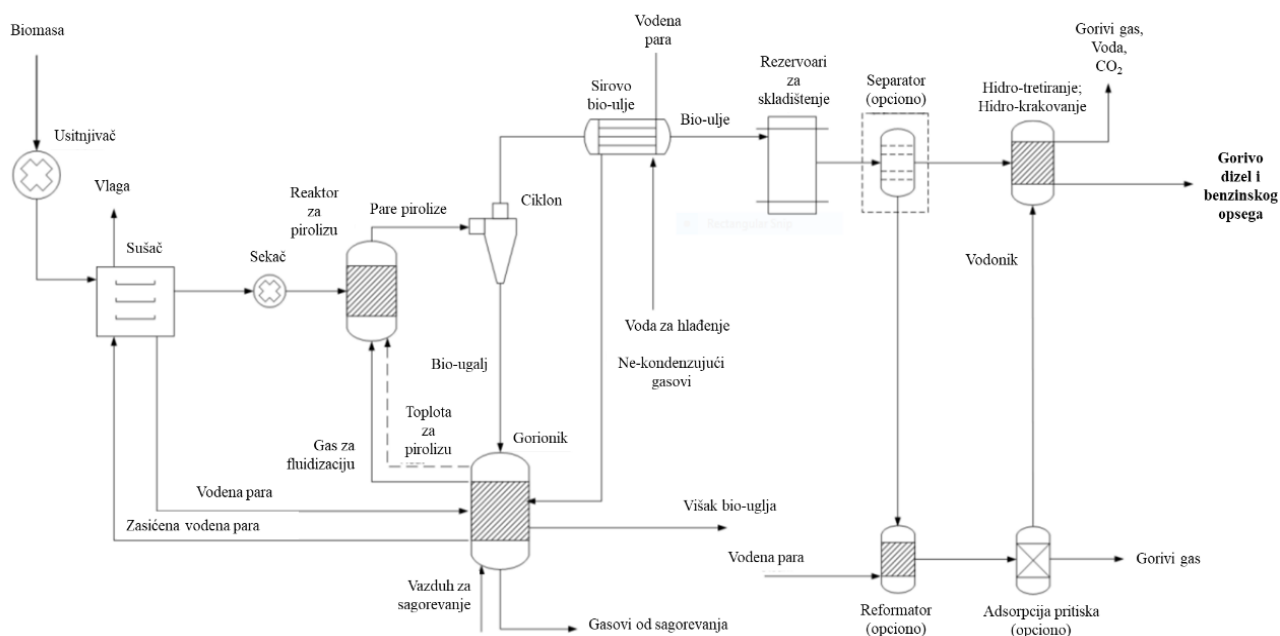 Biomasa
Usitnjivač
Vlaga
Sušač
Sekač
Reaktor
za
pirolizu
Pare pirolize
Ciklon
Sirovo
bio-ulje
Vodena
para
Bio-ulje
Rezervoari
za
skladištenje
Separator
(opciono)
Hidro-tretiranje;
Hidro-krakovanje
Gorivi gas,
Voda,
CO₂
Gorivo
dizel i
benzinskog
opsega
Vodonik
Voda za hlađenje
Ne-kondenzujući
gasovi
Bio-ugalj
Toplota
za
pirolizu
Gas za
fluidizaciju
Gorionik
Vodena para
Zasićena vodena para
Višak bio-uglja
Vazduh za
sagorevanje
Gasovi od sagorevanja
Vodena para
Reformator
(opciono)
Adsorpcija pritiska
(opciono)
Gorivi gas